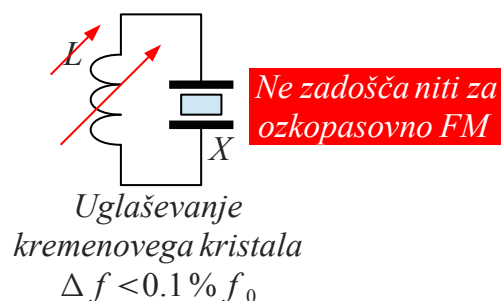 L
X
Ne zadošča niti za
ozkopasovno FM
Uglaševanje
kremenovega kristala
Δ f <0.1% f₀